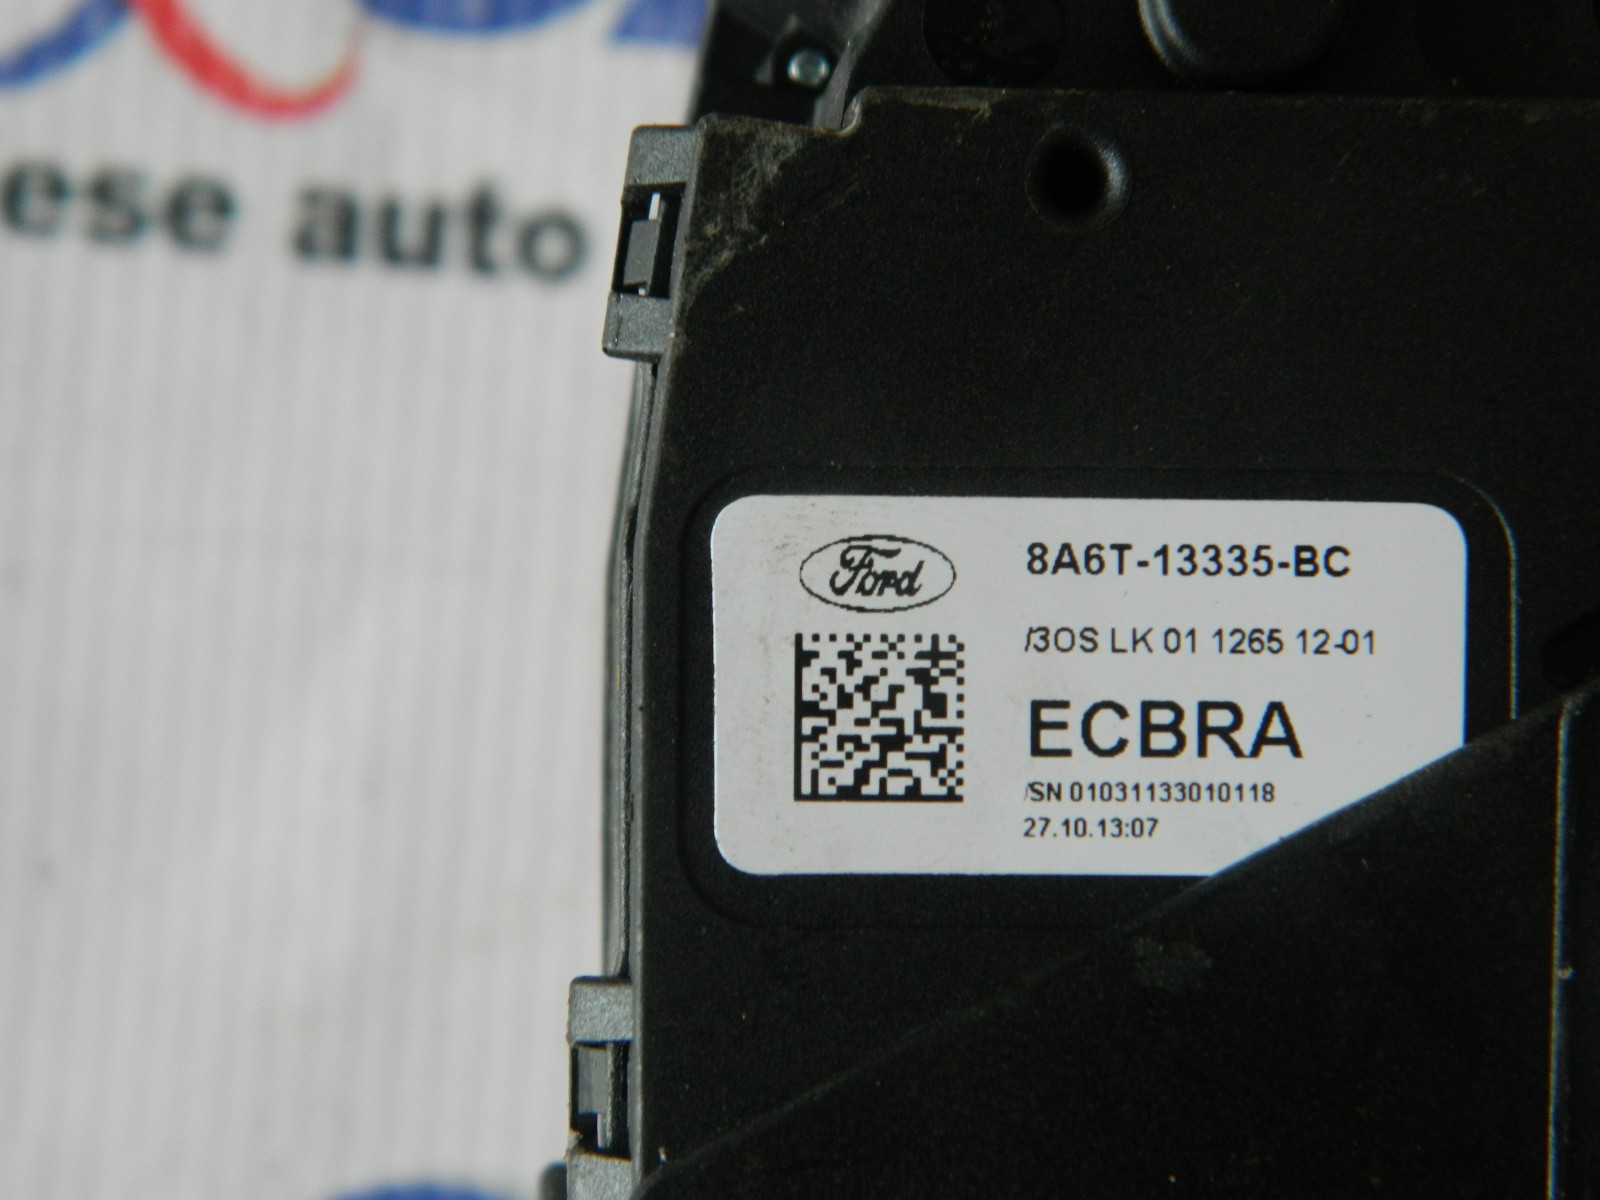 ese auto
Ford
8A6T-13335-BC
/3OS LK 01 1265 12-01
ECBRA
/SN 01031133010118
27.10.13:07